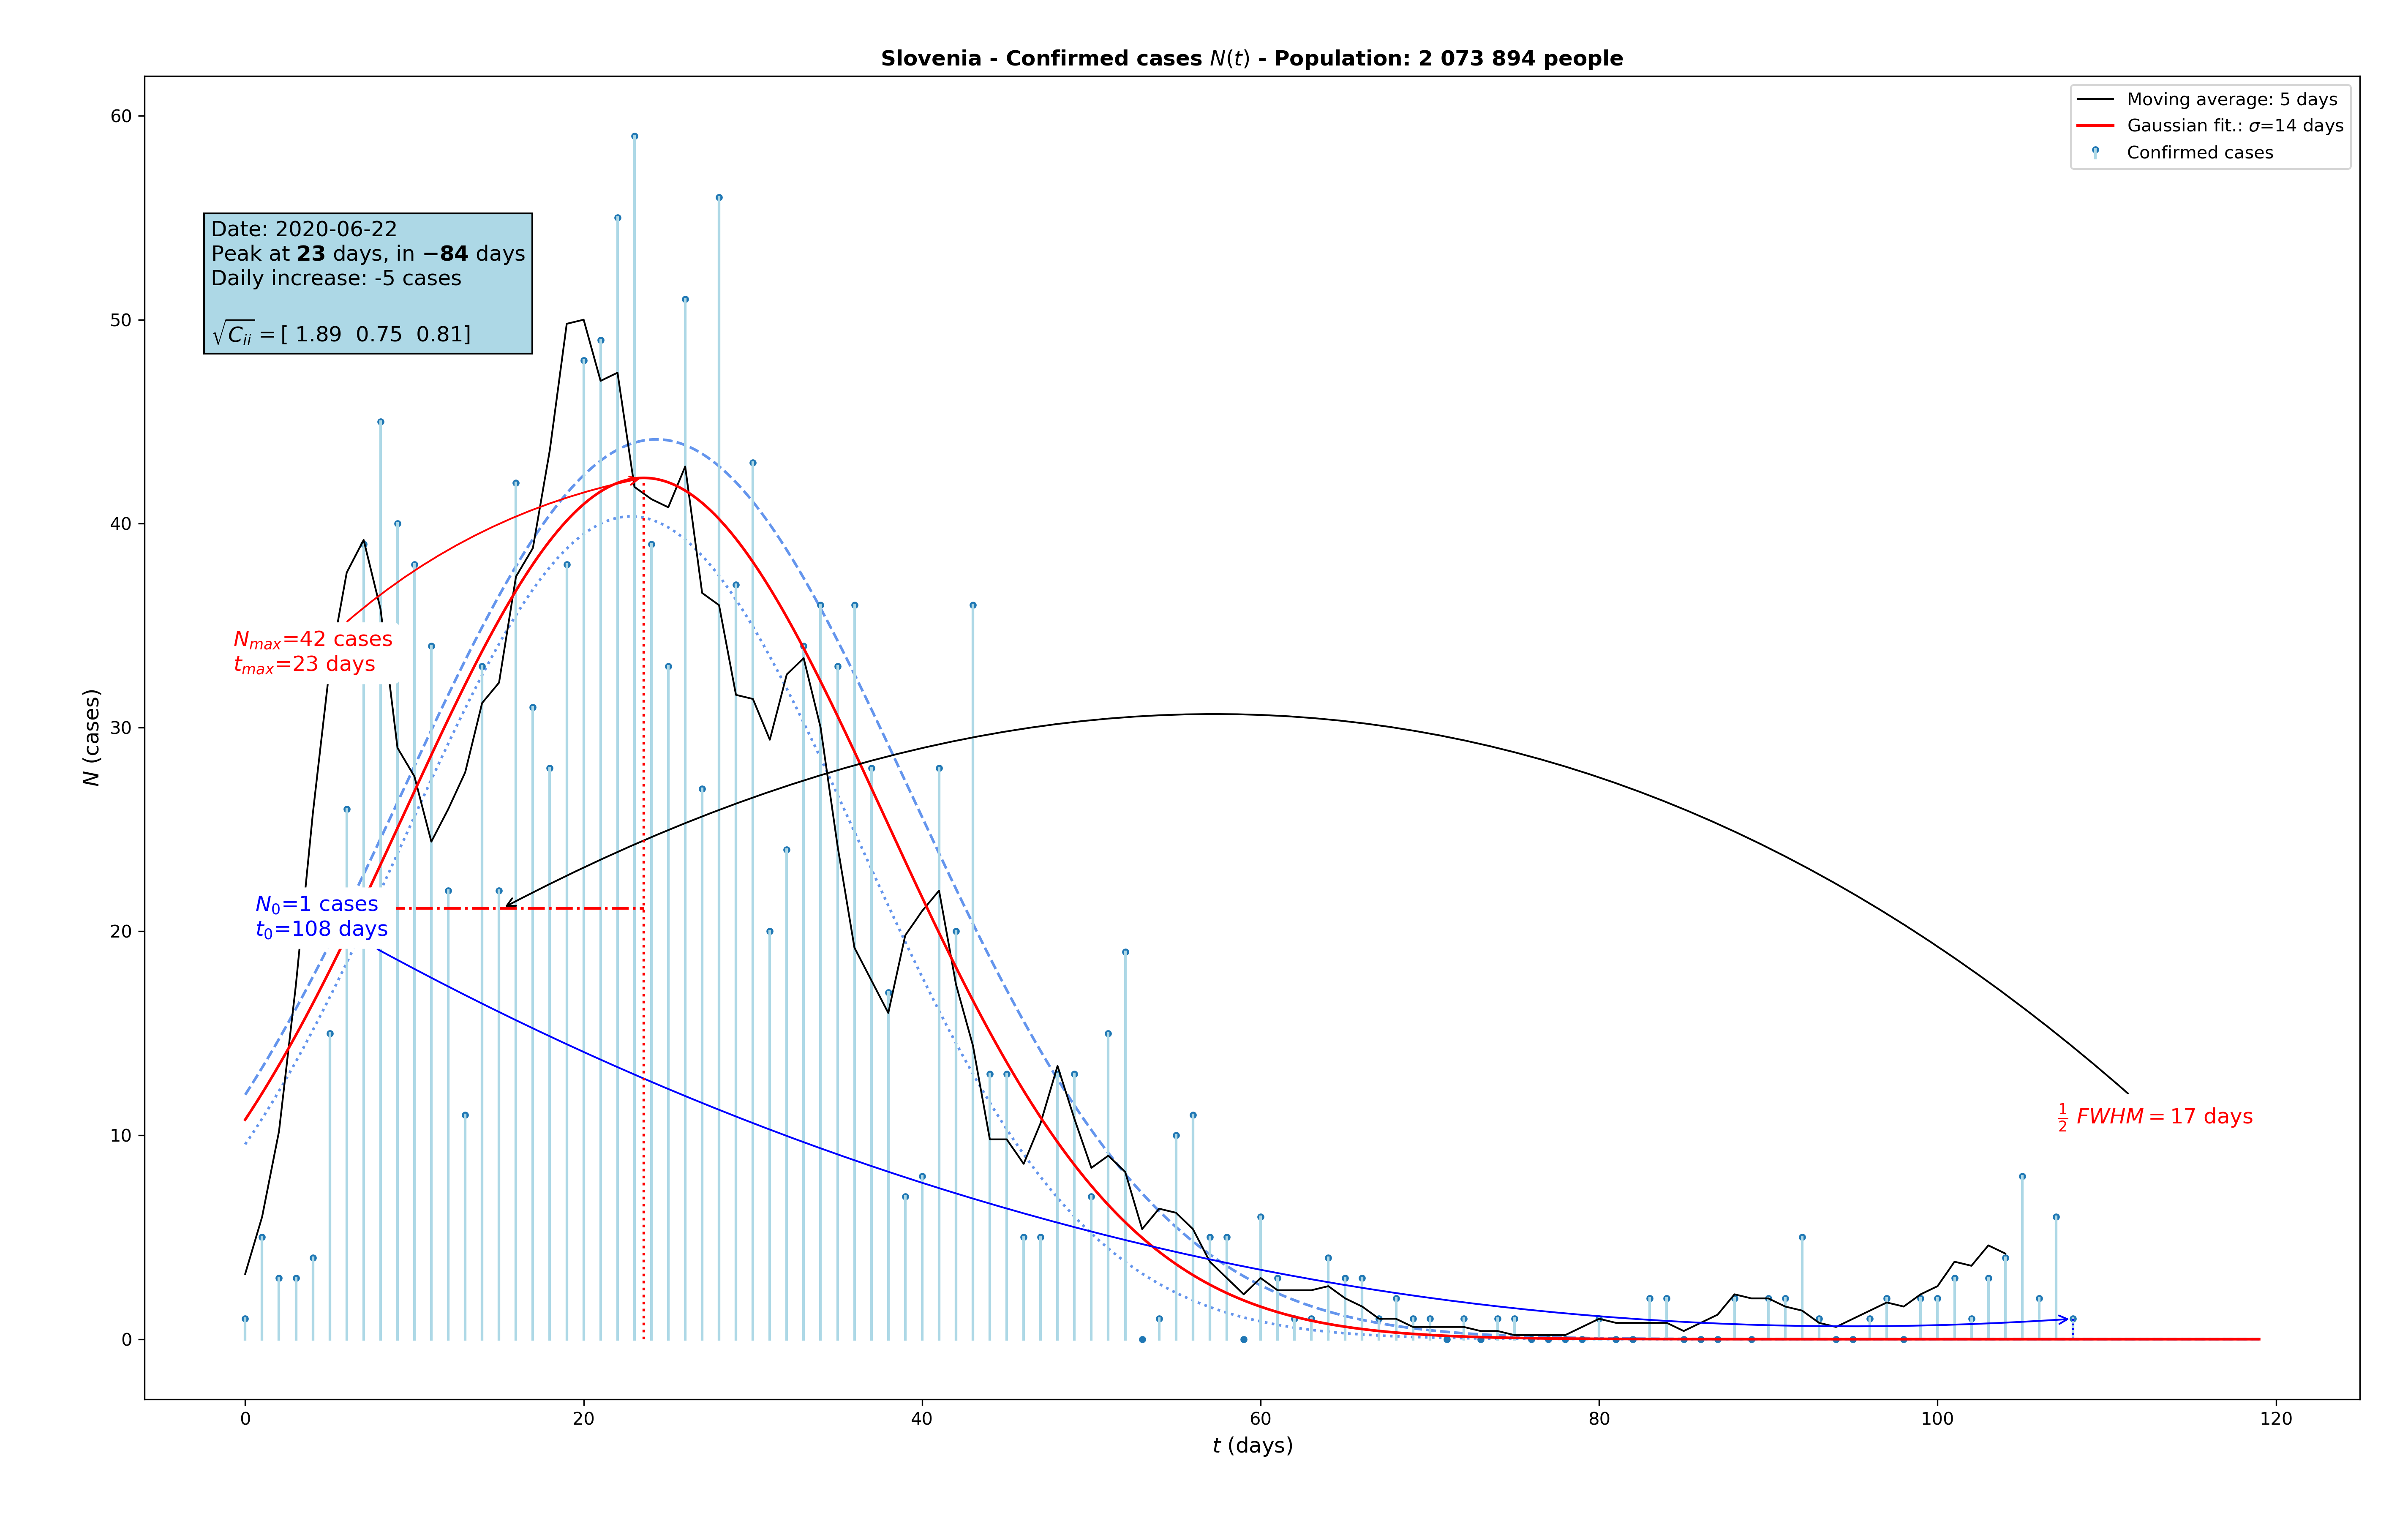 Slovenia - Confirmed cases N(t) - Population: 2 073 894 people
Moving average: 5 days
Gaussian fit.: σ=14 days
Confirmed cases
Date: 2020-06-22
Peak at 23 days, in −84 days
Daily increase: -5 cases
√C_ii = [ 1.89 0.75 0.81]
N_max=42 cases
t_max=23 days
N_0=1 cases
t_0=108 days
½ FWHM = 17 days
N (cases)
60
50
40
30
20
10
0
0 20 40 60 80 100 120
t (days)